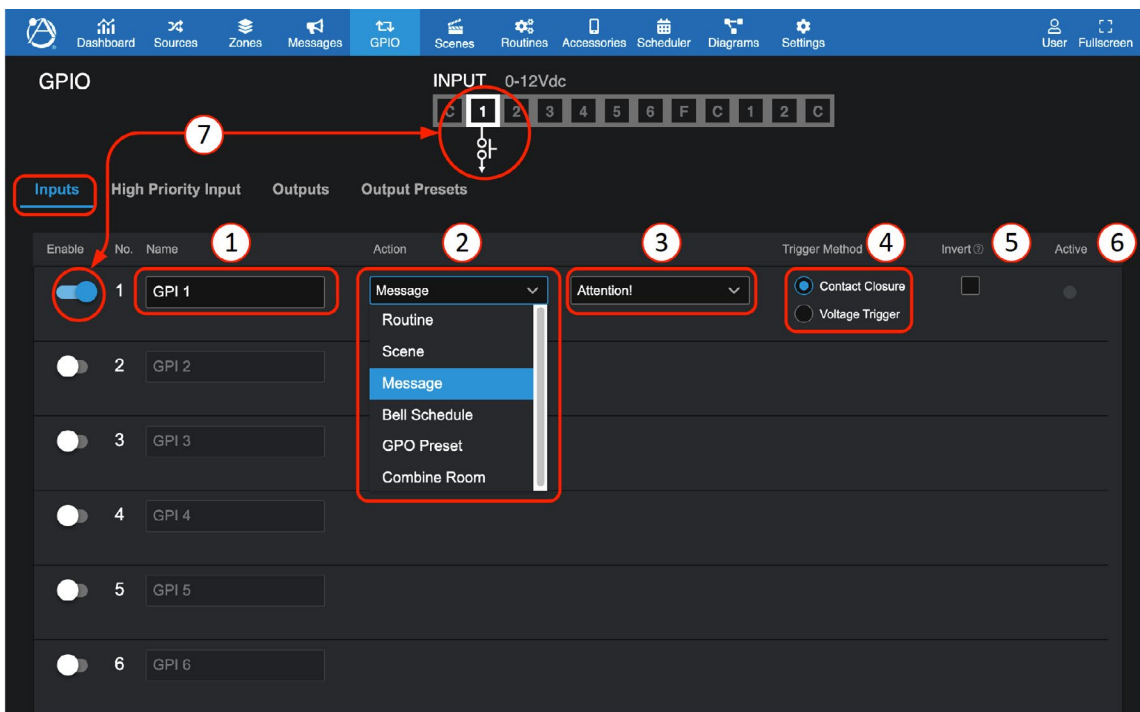 Dashboard Sources Zones Messages GPIO Scenes Routines Accessories Scheduler Diagrams Settings User Fullscreen
GPIO
INPUT 0-12Vdc
C 1 2 3 4 5 6 F C 1 2 C
7
Inputs High Priority Input Outputs Output Presets
Enable No. Name 1 Action 2 3 Trigger Method 4 Invert 5 Active 6
1 GPI 1 Message Attention! Contact Closure
Voltage Trigger
Routine
Scene
2 GPI 2
Message
Bell Schedule
3 GPI 3
GPO Preset
Combine Room
4 GPI 4
5 GPI 5
6 GPI 6